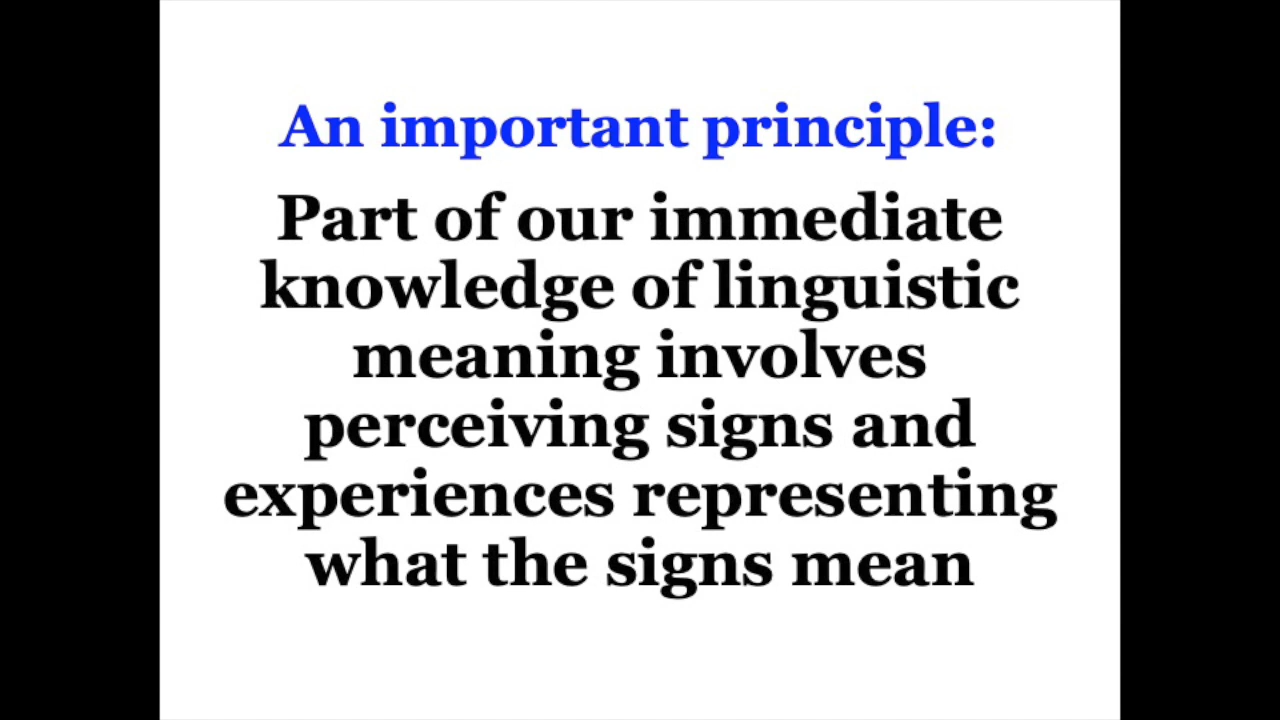 An important principle:
Part of our immediate
knowledge of linguistic
meaning involves
perceiving signs and
experiences representing
what the signs mean